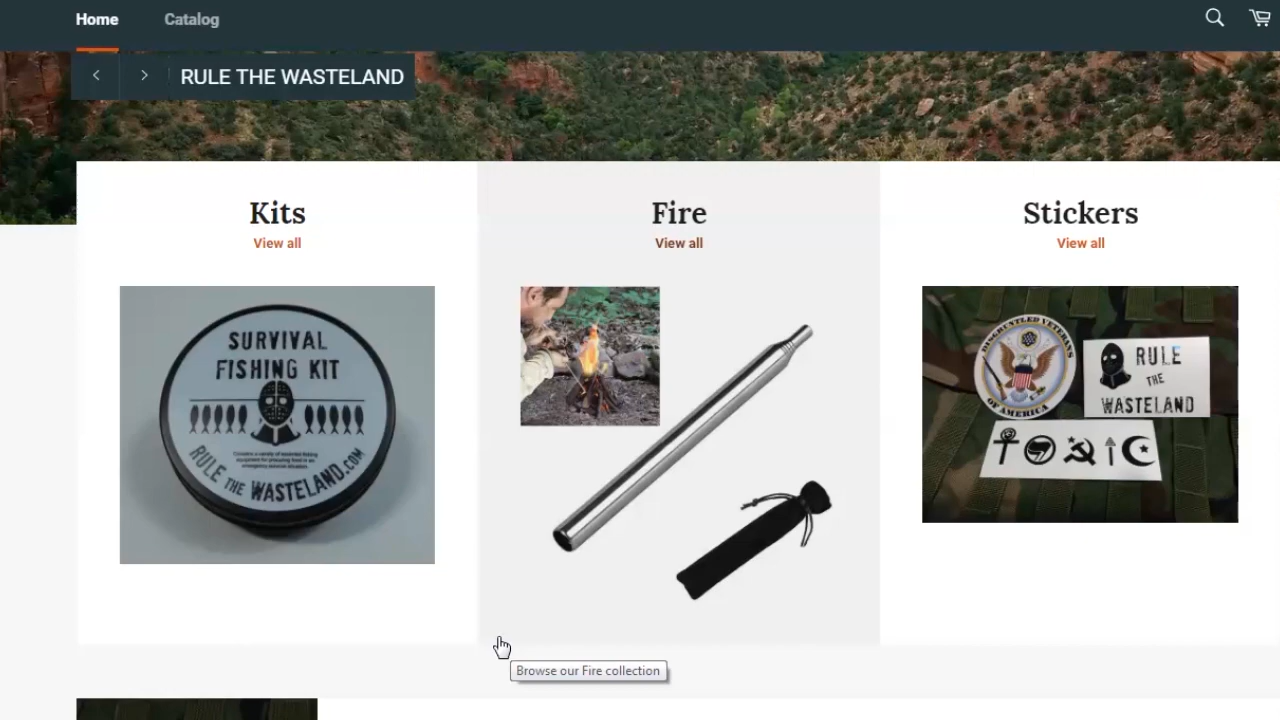 Home
Catalog
RULE THE WASTELAND
Kits
View all
Fire
View all
Stickers
View all
SURVIVAL
FISHING KIT
RULE THE WASTELAND.COM
DISGRUNTLED VETERANS
OF AMERICA
RULE
THE
WASTELAND
Browse our Fire collection